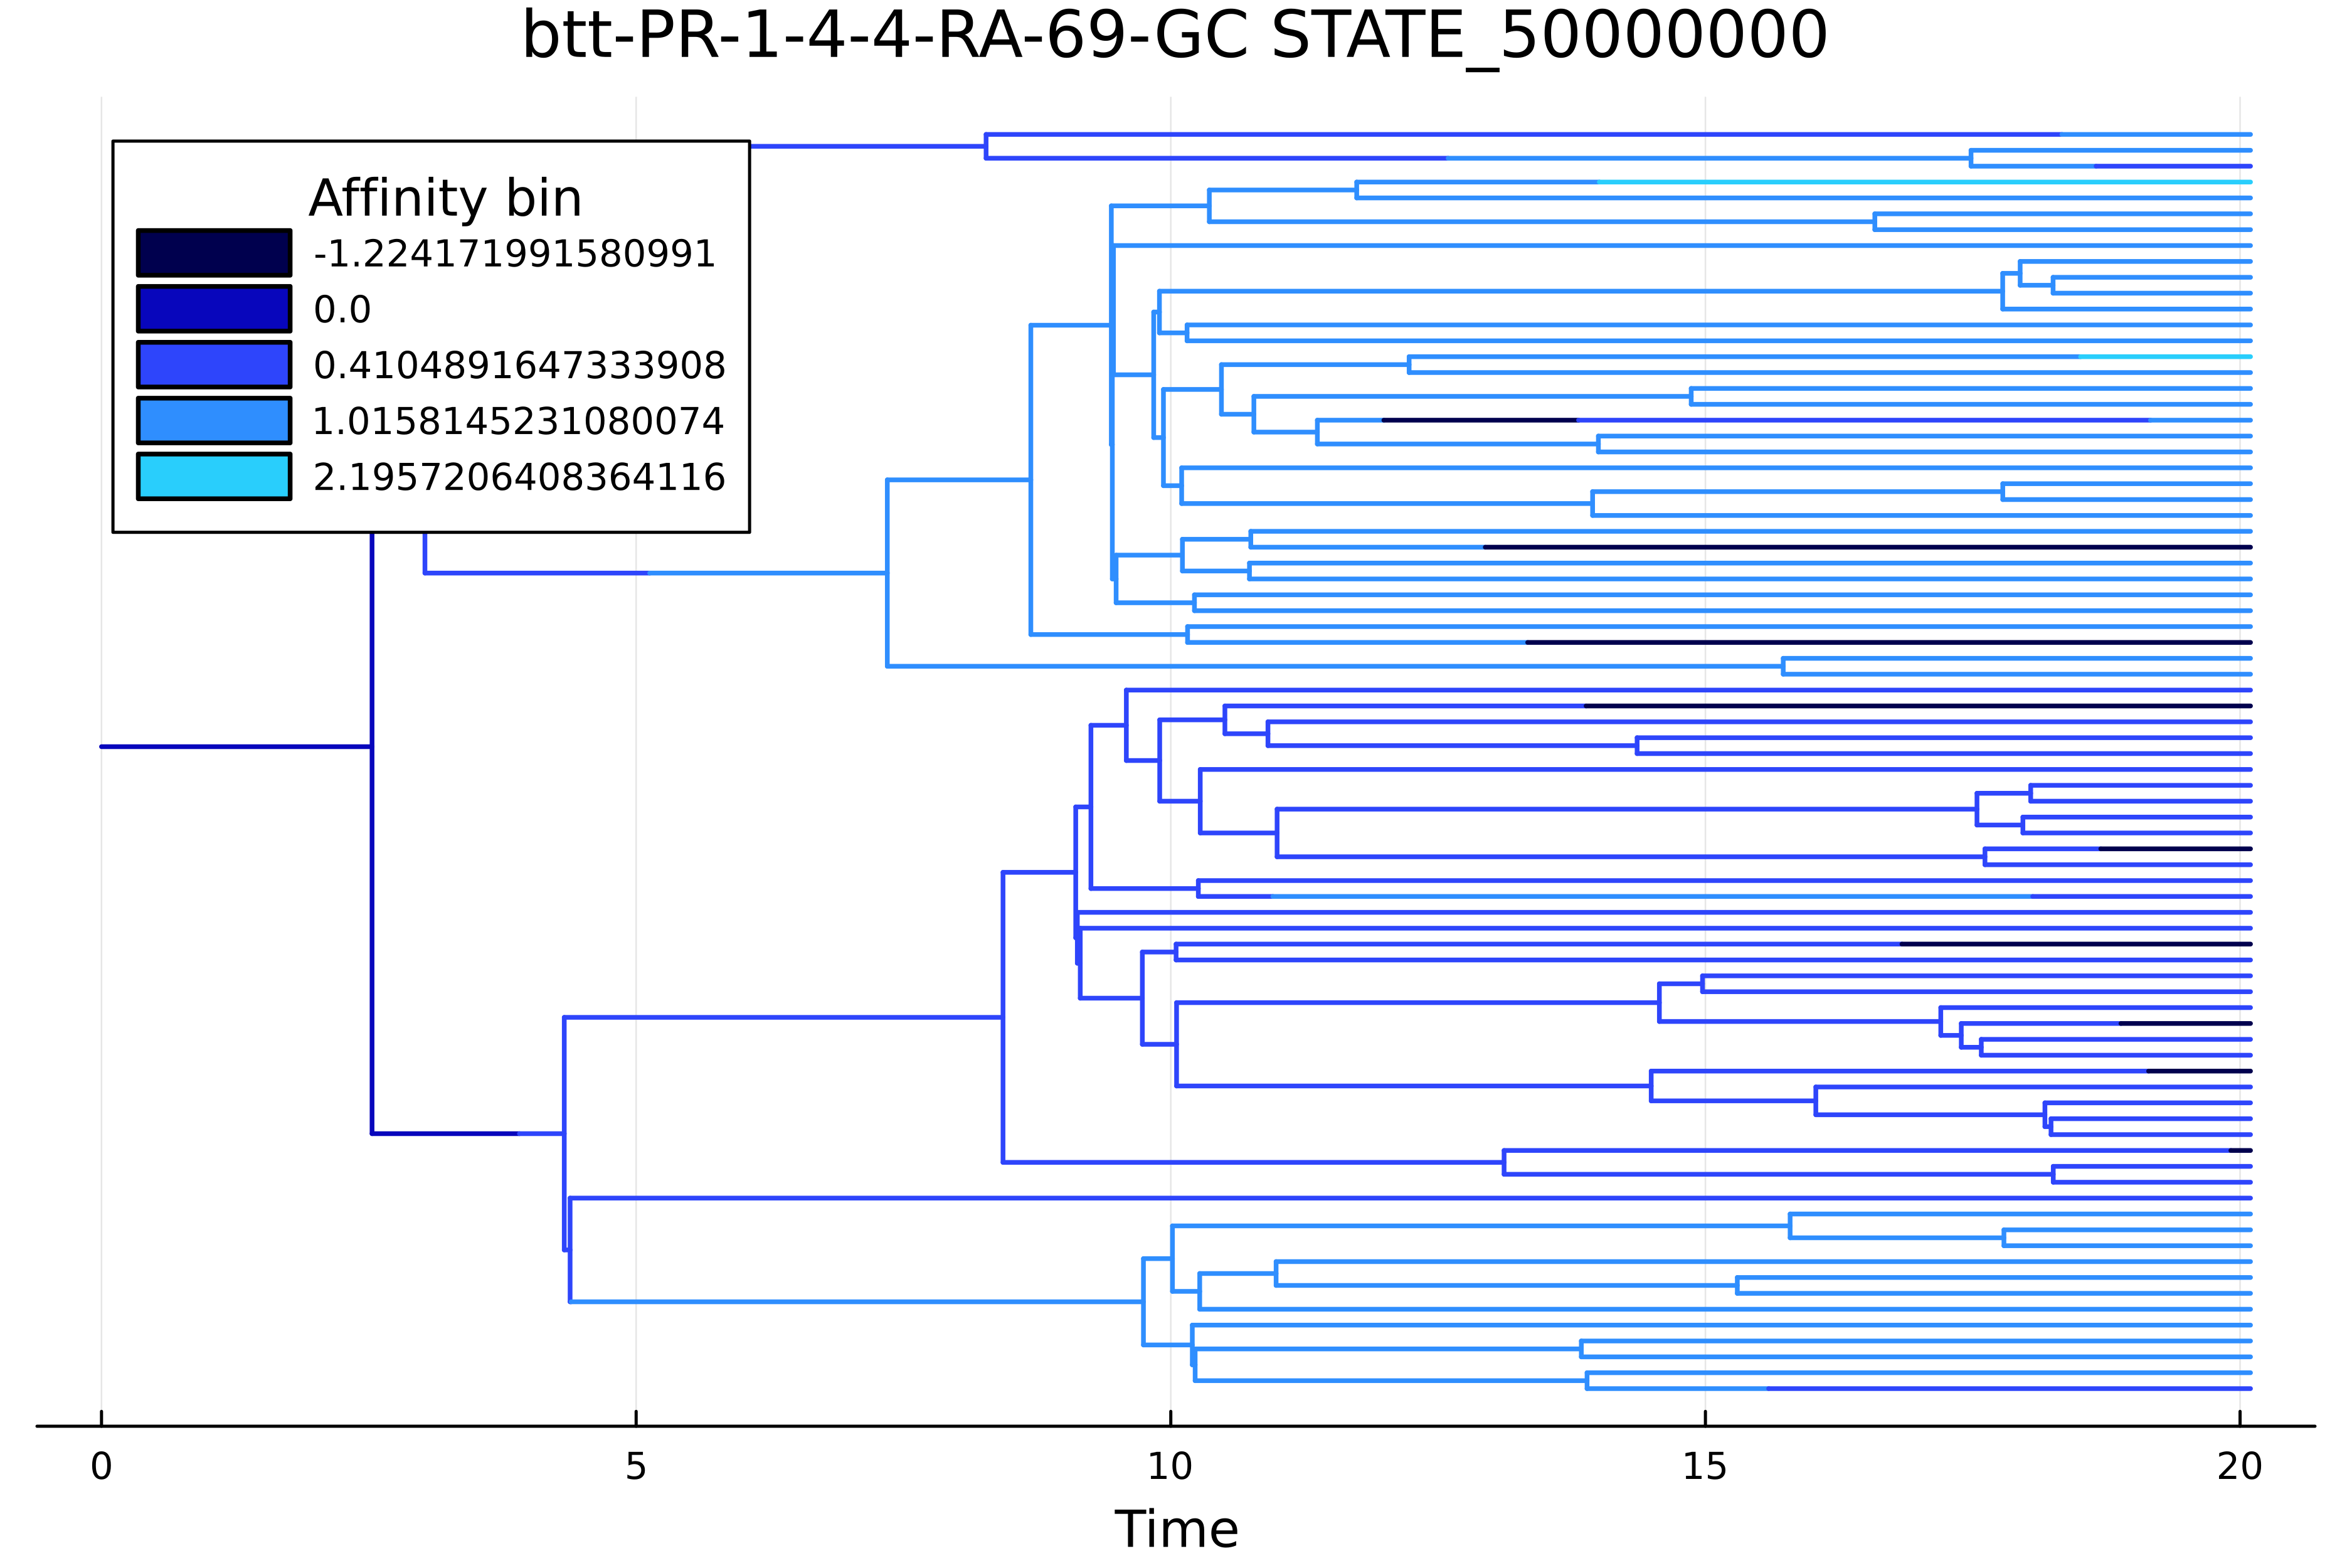 btt-PR-1-4-4-RA-69-GC STATE_50000000
Affinity bin
-1.224171991580991
0.0
0.4104891647333908
1.0158145231080074
2.1957206408364116
0 5 10 15 20
Time